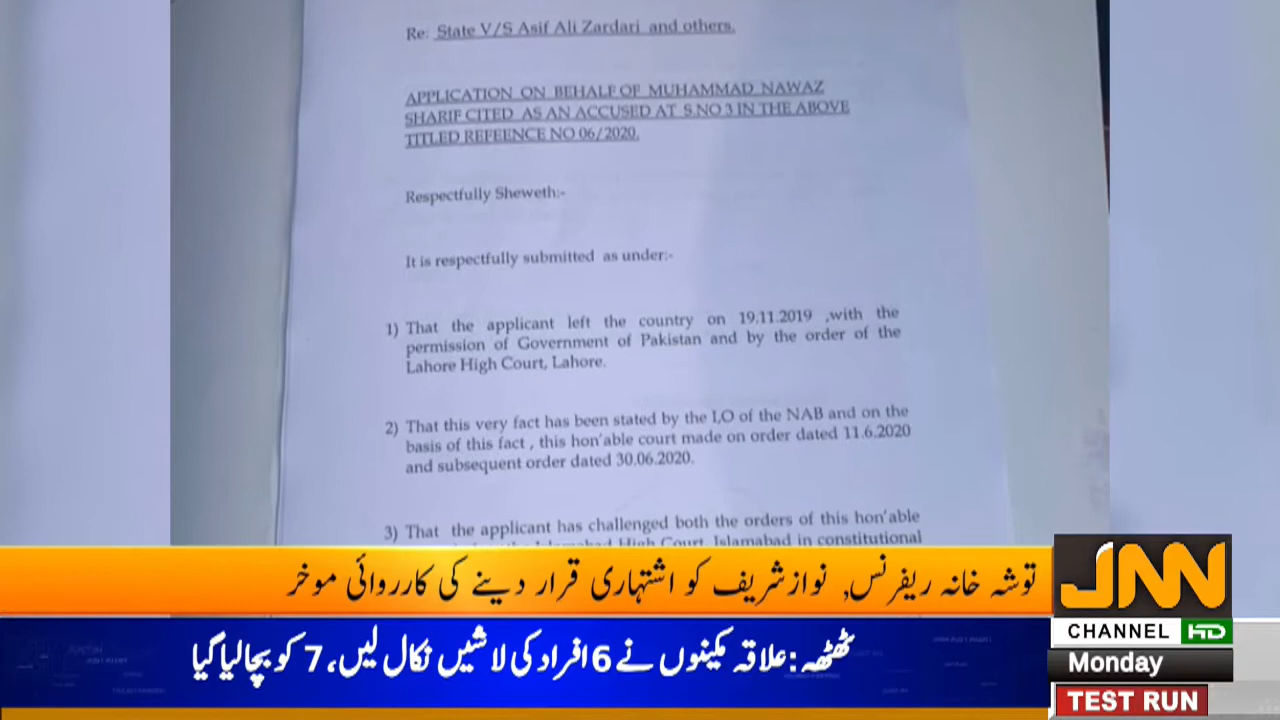 Re: State V/S Asif Ali Zardari and others.
APPLICATION ON BEHALF OF MUHAMMAD NAWAZ
SHARIF CITED AS AN ACCUSED AT S.NO 3 IN THE ABOVE
TITLED REFEENCE NO 06/2020.
Respectfully Sheweth:-
It is respectfully submitted as under:-
1) That the applicant left the country on 19.11.2019 ,with the
permission of Government of Pakistan and by the order of the
Lahore High Court, Lahore.
2) That this very fact has been stated by the I,O of the NAB and on the
basis of this fact , this hon'able court made on order dated 11.6.2020
and subsequent order dated 30.06.2020.
3) That the applicant has challenged both the orders of this hon'able
High Court, Islamabad in constitutional
توشہ خانہ ریفرنس, نوازشریف کو اشتہاری قرار دینے کی کارروائی موخر
ٹھٹھہ:علاقہ مکینوں نے 6 افراد کی لاشیں نکال لیں،7 کو بچالیا گیا
JNN
CHANNEL HD
Monday
TEST RUN